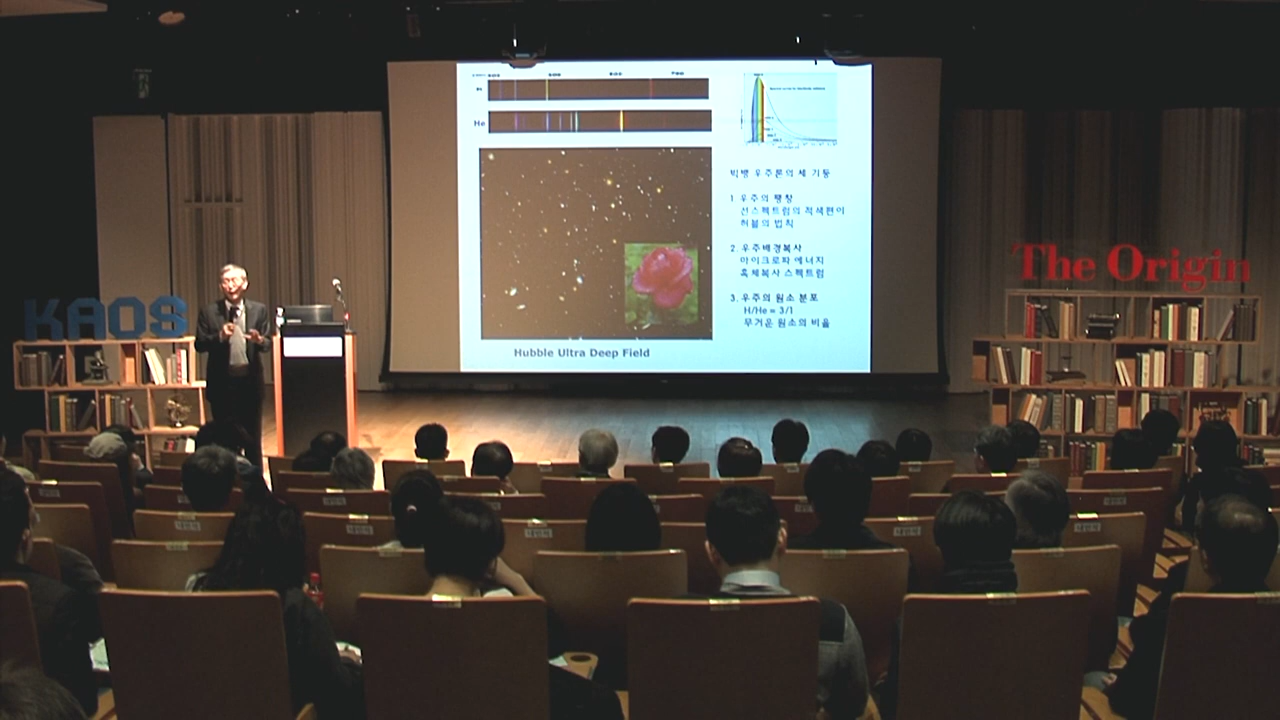 H
He
Hubble Ultra Deep Field
빅뱅 우주론의 세 기둥
1. 우주의 팽창
선스펙트럼의 적색편이
허블의 법칙
2. 우주배경복사
마이크로파 에너지
흑체복사 스펙트럼
3. 우주의 원소 분포
H/He = 3/1
무거운 원소의 비율
KAOS
The Origin